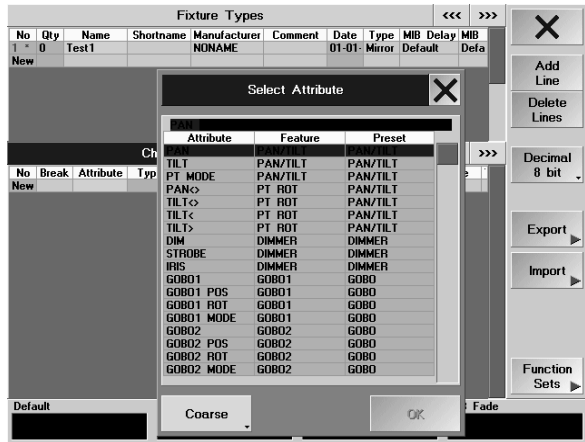 Fixture Types <<< >>>
No Qty Name Shortname Manufacturer Comment Date Type MIB Delay MIB
1 * 0 Test1 NONAME 01-01- Mirror Default Defa
New
Add
Line
Delete
Lines
Select Attribute
PAN
Attribute Feature Preset
PAN PAN/TILT PAN/TILT
TILT PAN/TILT PAN/TILT
PT MODE PAN/TILT PAN/TILT
PAN<> PT ROT PAN/TILT
TILT<> PT ROT PAN/TILT
TILT< PT ROT PAN/TILT
TILT> PT ROT PAN/TILT
DIM DIMMER DIMMER
STROBE DIMMER DIMMER
IRIS DIMMER DIMMER
GOBO1 GOBO1 GOBO
GOBO1 POS GOBO1 GOBO
GOBO1 ROT GOBO1 GOBO
GOBO1 MODE GOBO1 GOBO
GOBO2 GOBO2 GOBO
GOBO2 POS GOBO2 GOBO
GOBO2 ROT GOBO2 GOBO
GOBO2 MODE GOBO2 GOBO
Coarse OK
Ch >>>
No Break Attribute Typ e
New
Decimal
8 bit
Export
Import
Function
Sets
Default Fade